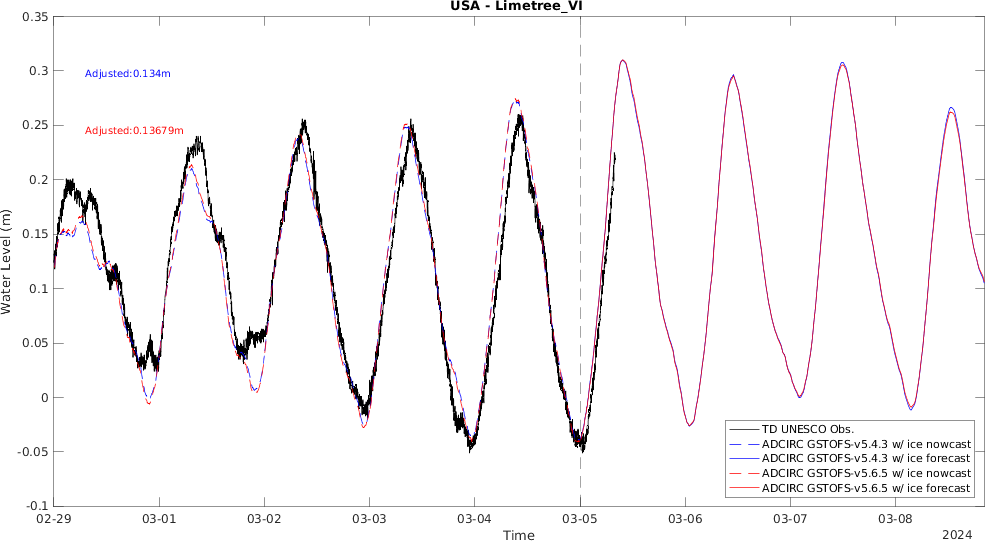 USA - Limetree_VI
0.35
0.3
0.25
0.2
0.15
0.1
0.05
0
-0.05
-0.1
Water Level (m)
Adjusted:0.134m
Adjusted:0.13679m
TD UNESCO Obs.
ADCIRC GSTOFS-v5.4.3 w/ ice nowcast
ADCIRC GSTOFS-v5.4.3 w/ ice forecast
ADCIRC GSTOFS-v5.6.5 w/ ice nowcast
ADCIRC GSTOFS-v5.6.5 w/ ice forecast
02-29 03-01 03-02 03-03 03-04 03-05 03-06 03-07 03-08
Time
2024